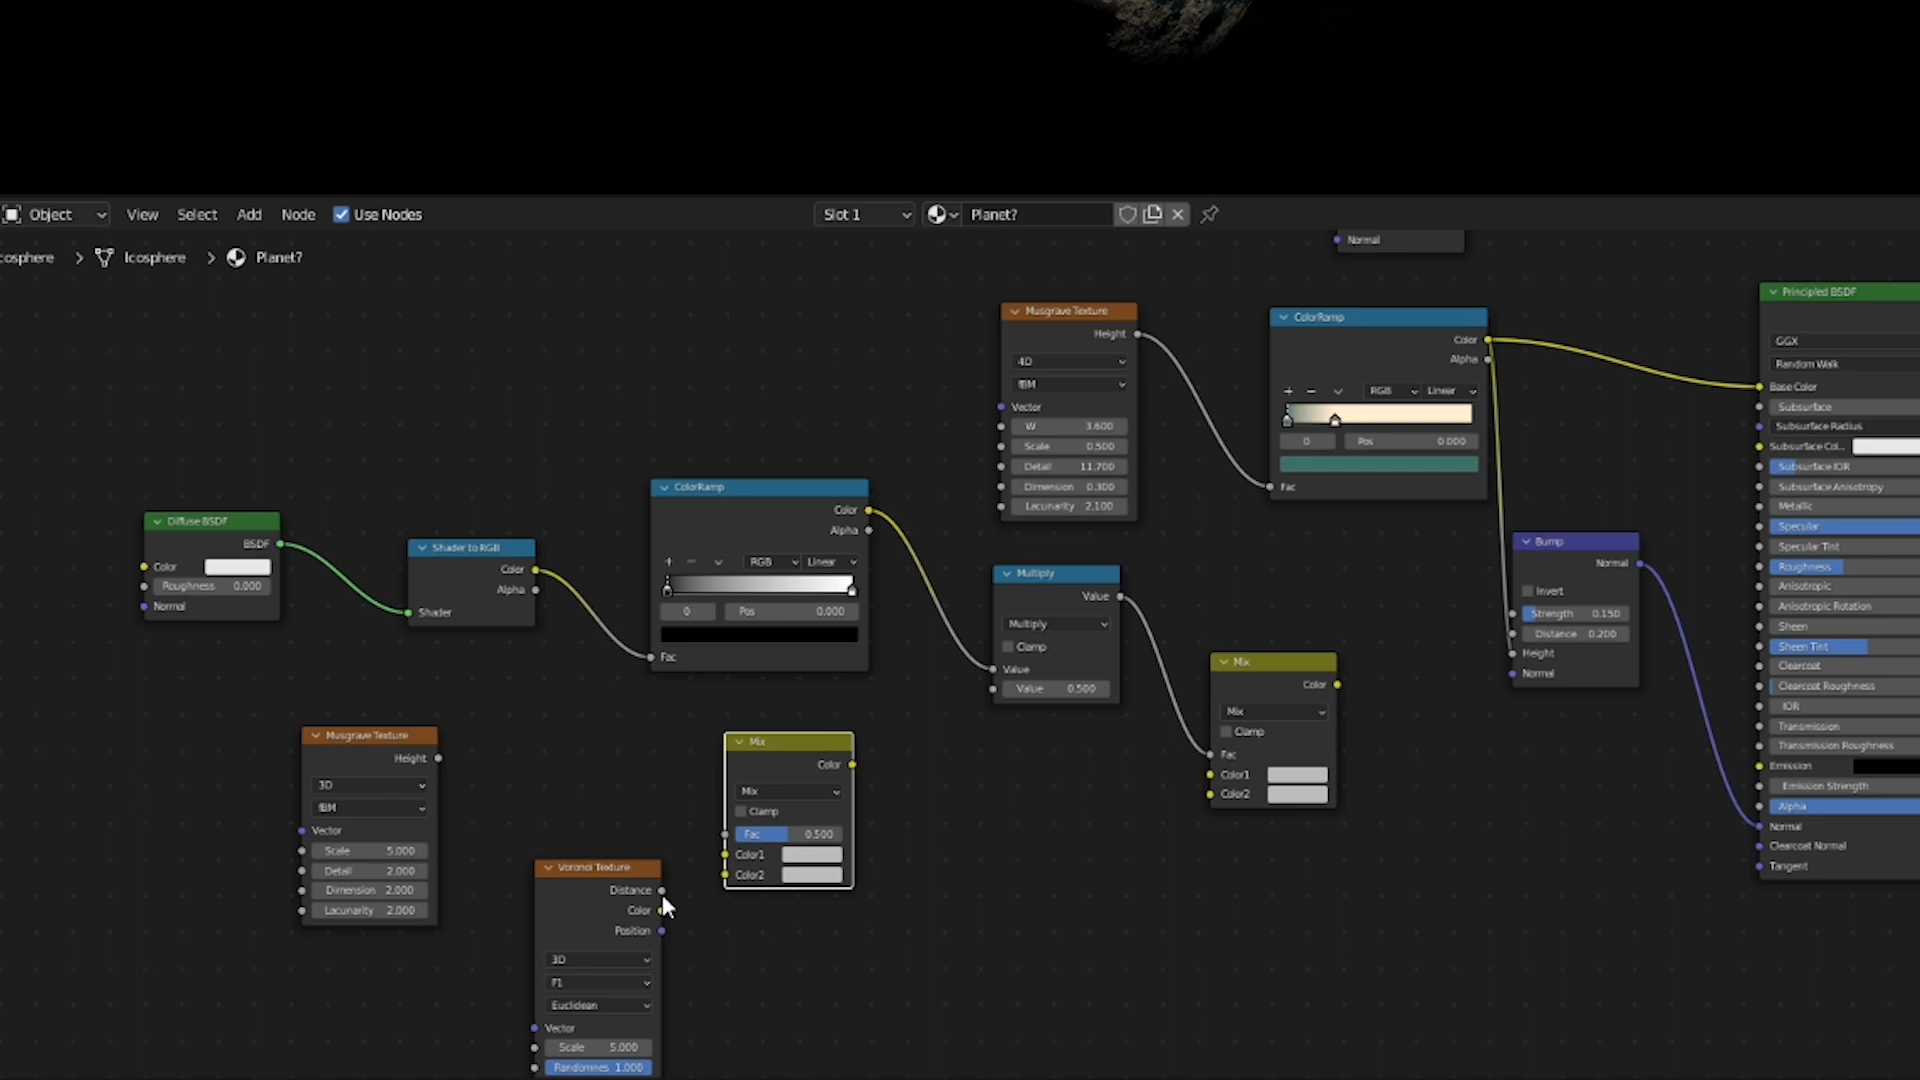 Object View Select Add Node Use Nodes Slot 1 Planet?
cosphere > Icosphere > Planet?
Normal
Musgrave Texture
Height
4D
fBM
Vector
W 3.600
Scale 0.500
Detail 11.700
Dimension 0.300
Lacunarity 2.100
ColorRamp
Color
Alpha
RGB Linear
0 Pos 0.000
Fac
Principled BSDF
GGX
Random Walk
Base Color
Subsurface
Subsurface Radius
Subsurface Col...
Subsurface IOR
Subsurface Anisotropy
Metallic
Specular
Specular Tint
Roughness
Anisotropic
Anisotropic Rotation
Sheen
Sheen Tint
Clearcoat
Clearcoat Roughness
IOR
Transmission
Transmission Roughness
Emission
Emission Strength
Alpha
Normal
Clearcoat Normal
Tangent
Diffuse BSDF
BSDF
Color
Roughness 0.000
Normal
Shader to RGB
Color
Alpha
Shader
ColorRamp
Color
Alpha
RGB Linear
0 Pos 0.000
Fac
Multiply
Value
Multiply
Clamp
Value
Value 0.500
Bump
Normal
Invert
Strength 0.150
Distance 0.200
Height
Normal
Mix
Color
Mix
Clamp
Fac
Color1
Color2
Musgrave Texture
Height
3D
fBM
Vector
Scale 5.000
Detail 2.000
Dimension 2.000
Lacunarity 2.000
Mix
Color
Mix
Clamp
Fac 0.500
Color1
Color2
Voronoi Texture
Distance
Color
Position
3D
F1
Euclidean
Vector
Scale 5.000
Randomnes 1.000